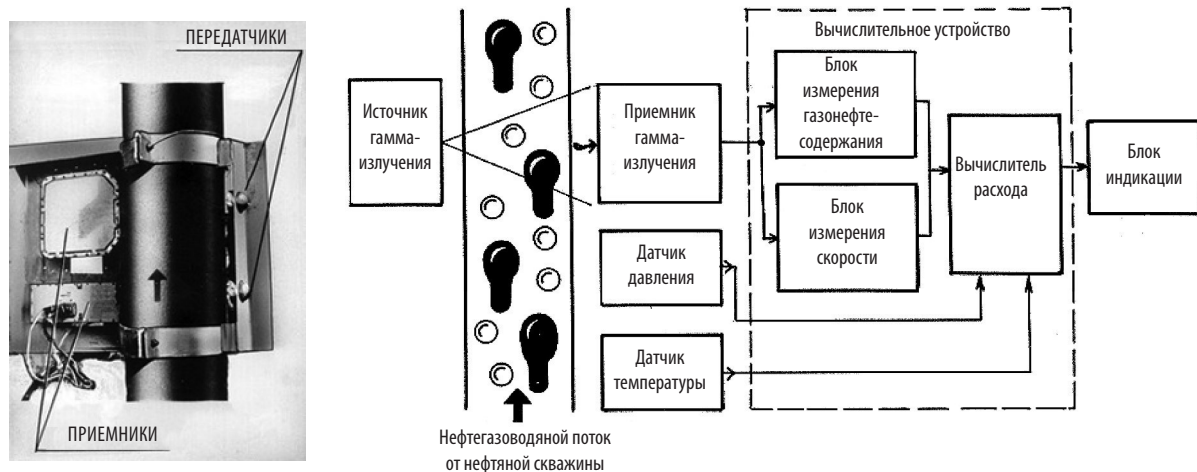 ПЕРЕДАТЧИКИ
ПРИЕМНИКИ
Источник
гамма-
излучения
Нефтегазоводяной поток
от нефтяной скважины
Приемник
гамма-
излучения
Датчик
давления
Датчик
температуры
Вычислительное устройство
Блок
измерения
газонефте-
содержания
Блок
измерения
скорости
Вычислитель
расхода
Блок
индикации